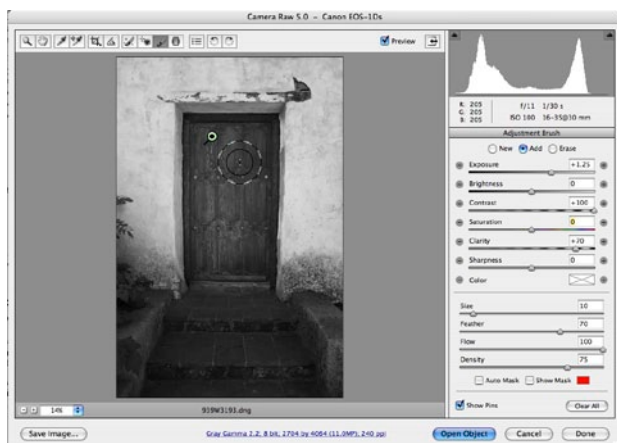 Camera Raw 5.0 – Canon EOS-1Ds
Preview
R: 205
G: 205
B: 205
f/11 1/30 s
ISO 100 16-35@30 mm
Adjustment Brush
New Add Erase
Exposure +1.25
Brightness 0
Contrast +100
Saturation 0
Clarity +70
Sharpness 0
Color
Size 10
Feather 70
Flow 100
Density 75
Auto Mask Show Mask
Show Pins Clear All
14% 939W3193.dng
Save Image... Gray Gamma 2.2, 8 bit, 2704 by 4064 (11.0MP), 240 ppi Open Object Cancel Done